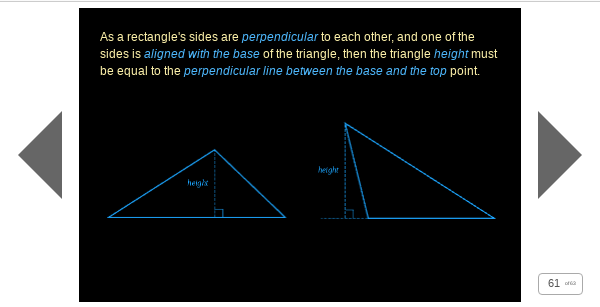 As a rectangle's sides are perpendicular to each other, and one of the
sides is aligned with the base of the triangle, then the triangle height must
be equal to the perpendicular line between the base and the top point.
height
height
61 of 63